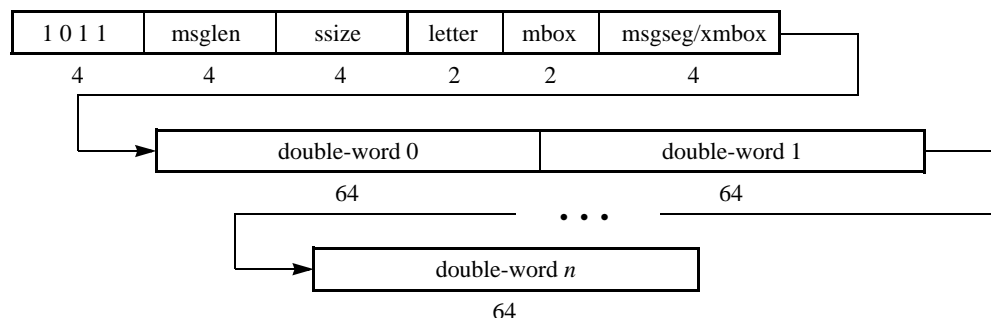 1 0 1 1 msglen ssize letter mbox msgseg/xmbox
4 4 4 2 2 4
double-word 0 double-word 1
64 64
. . .
double-word n
64